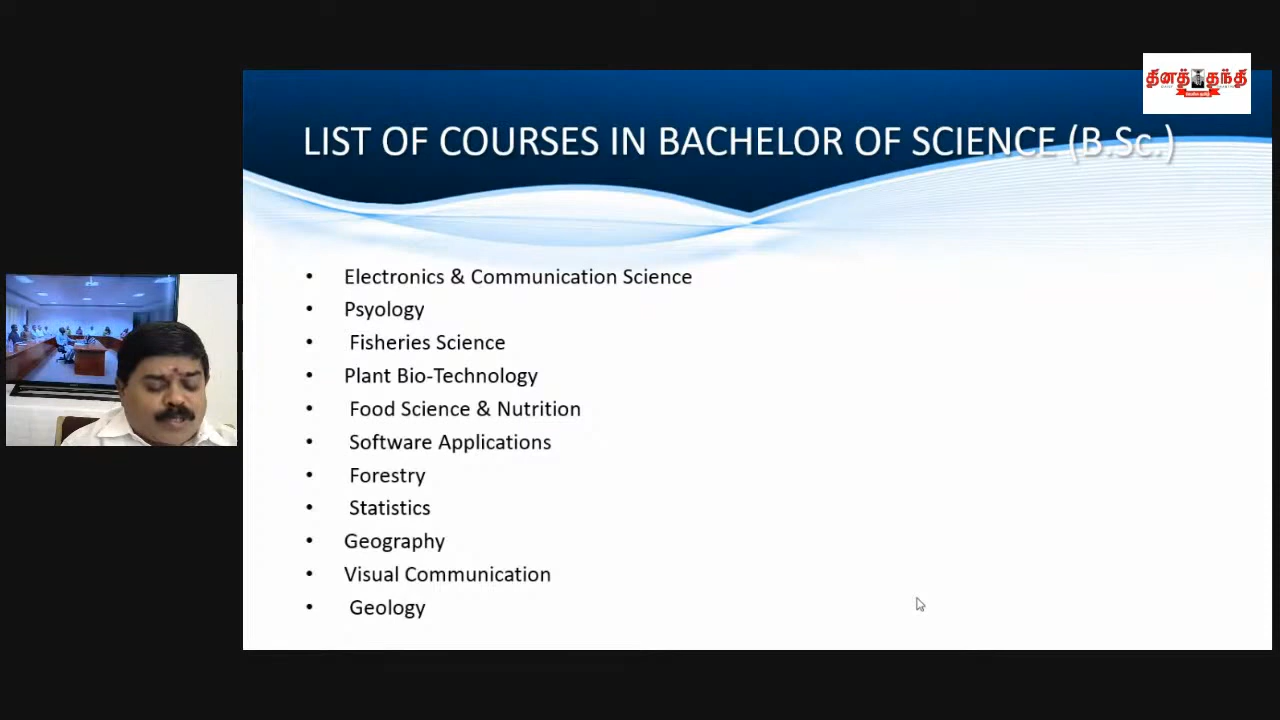 தினத்தந்தி
LIST OF COURSES IN BACHELOR OF SCIENCE (B.Sc.)
• Electronics & Communication Science
• Psyology
• Fisheries Science
• Plant Bio-Technology
• Food Science & Nutrition
• Software Applications
• Forestry
• Statistics
• Geography
• Visual Communication
• Geology